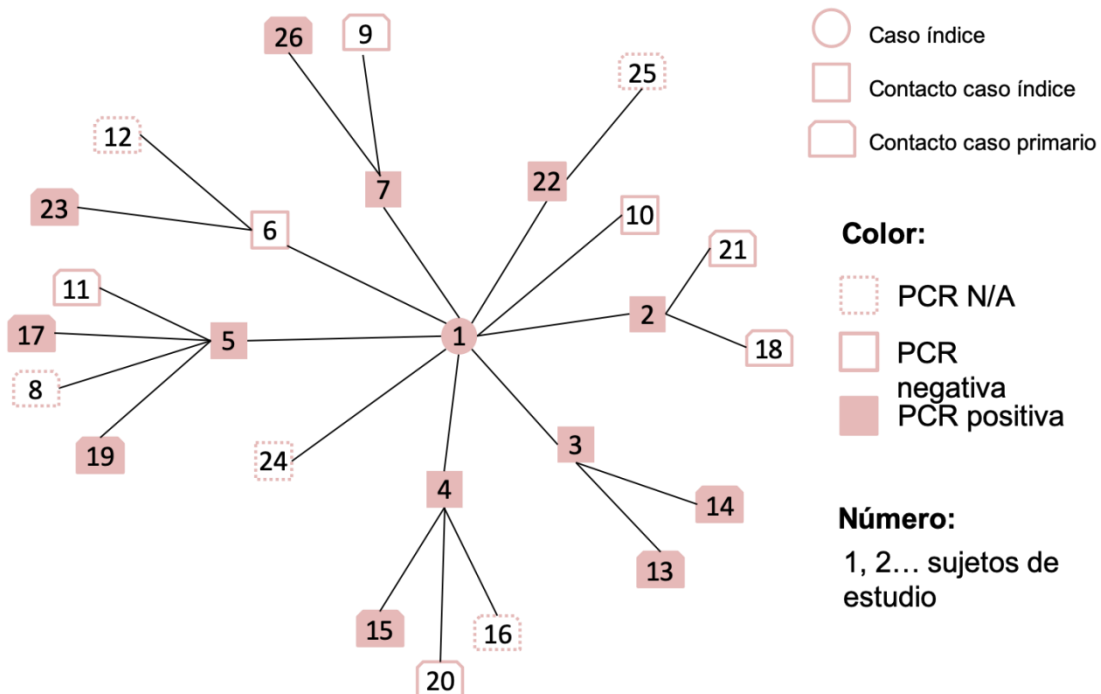 26
9
25
12
7
22
23
6
10
21
11
2
17
5
1
18
8
3
19
24
4
14
13
15
16
20
Caso índice
Contacto caso índice
Contacto caso primario
Color:
PCR N/A
PCR
negativa
PCR positiva
Número:
1, 2... sujetos de
estudio